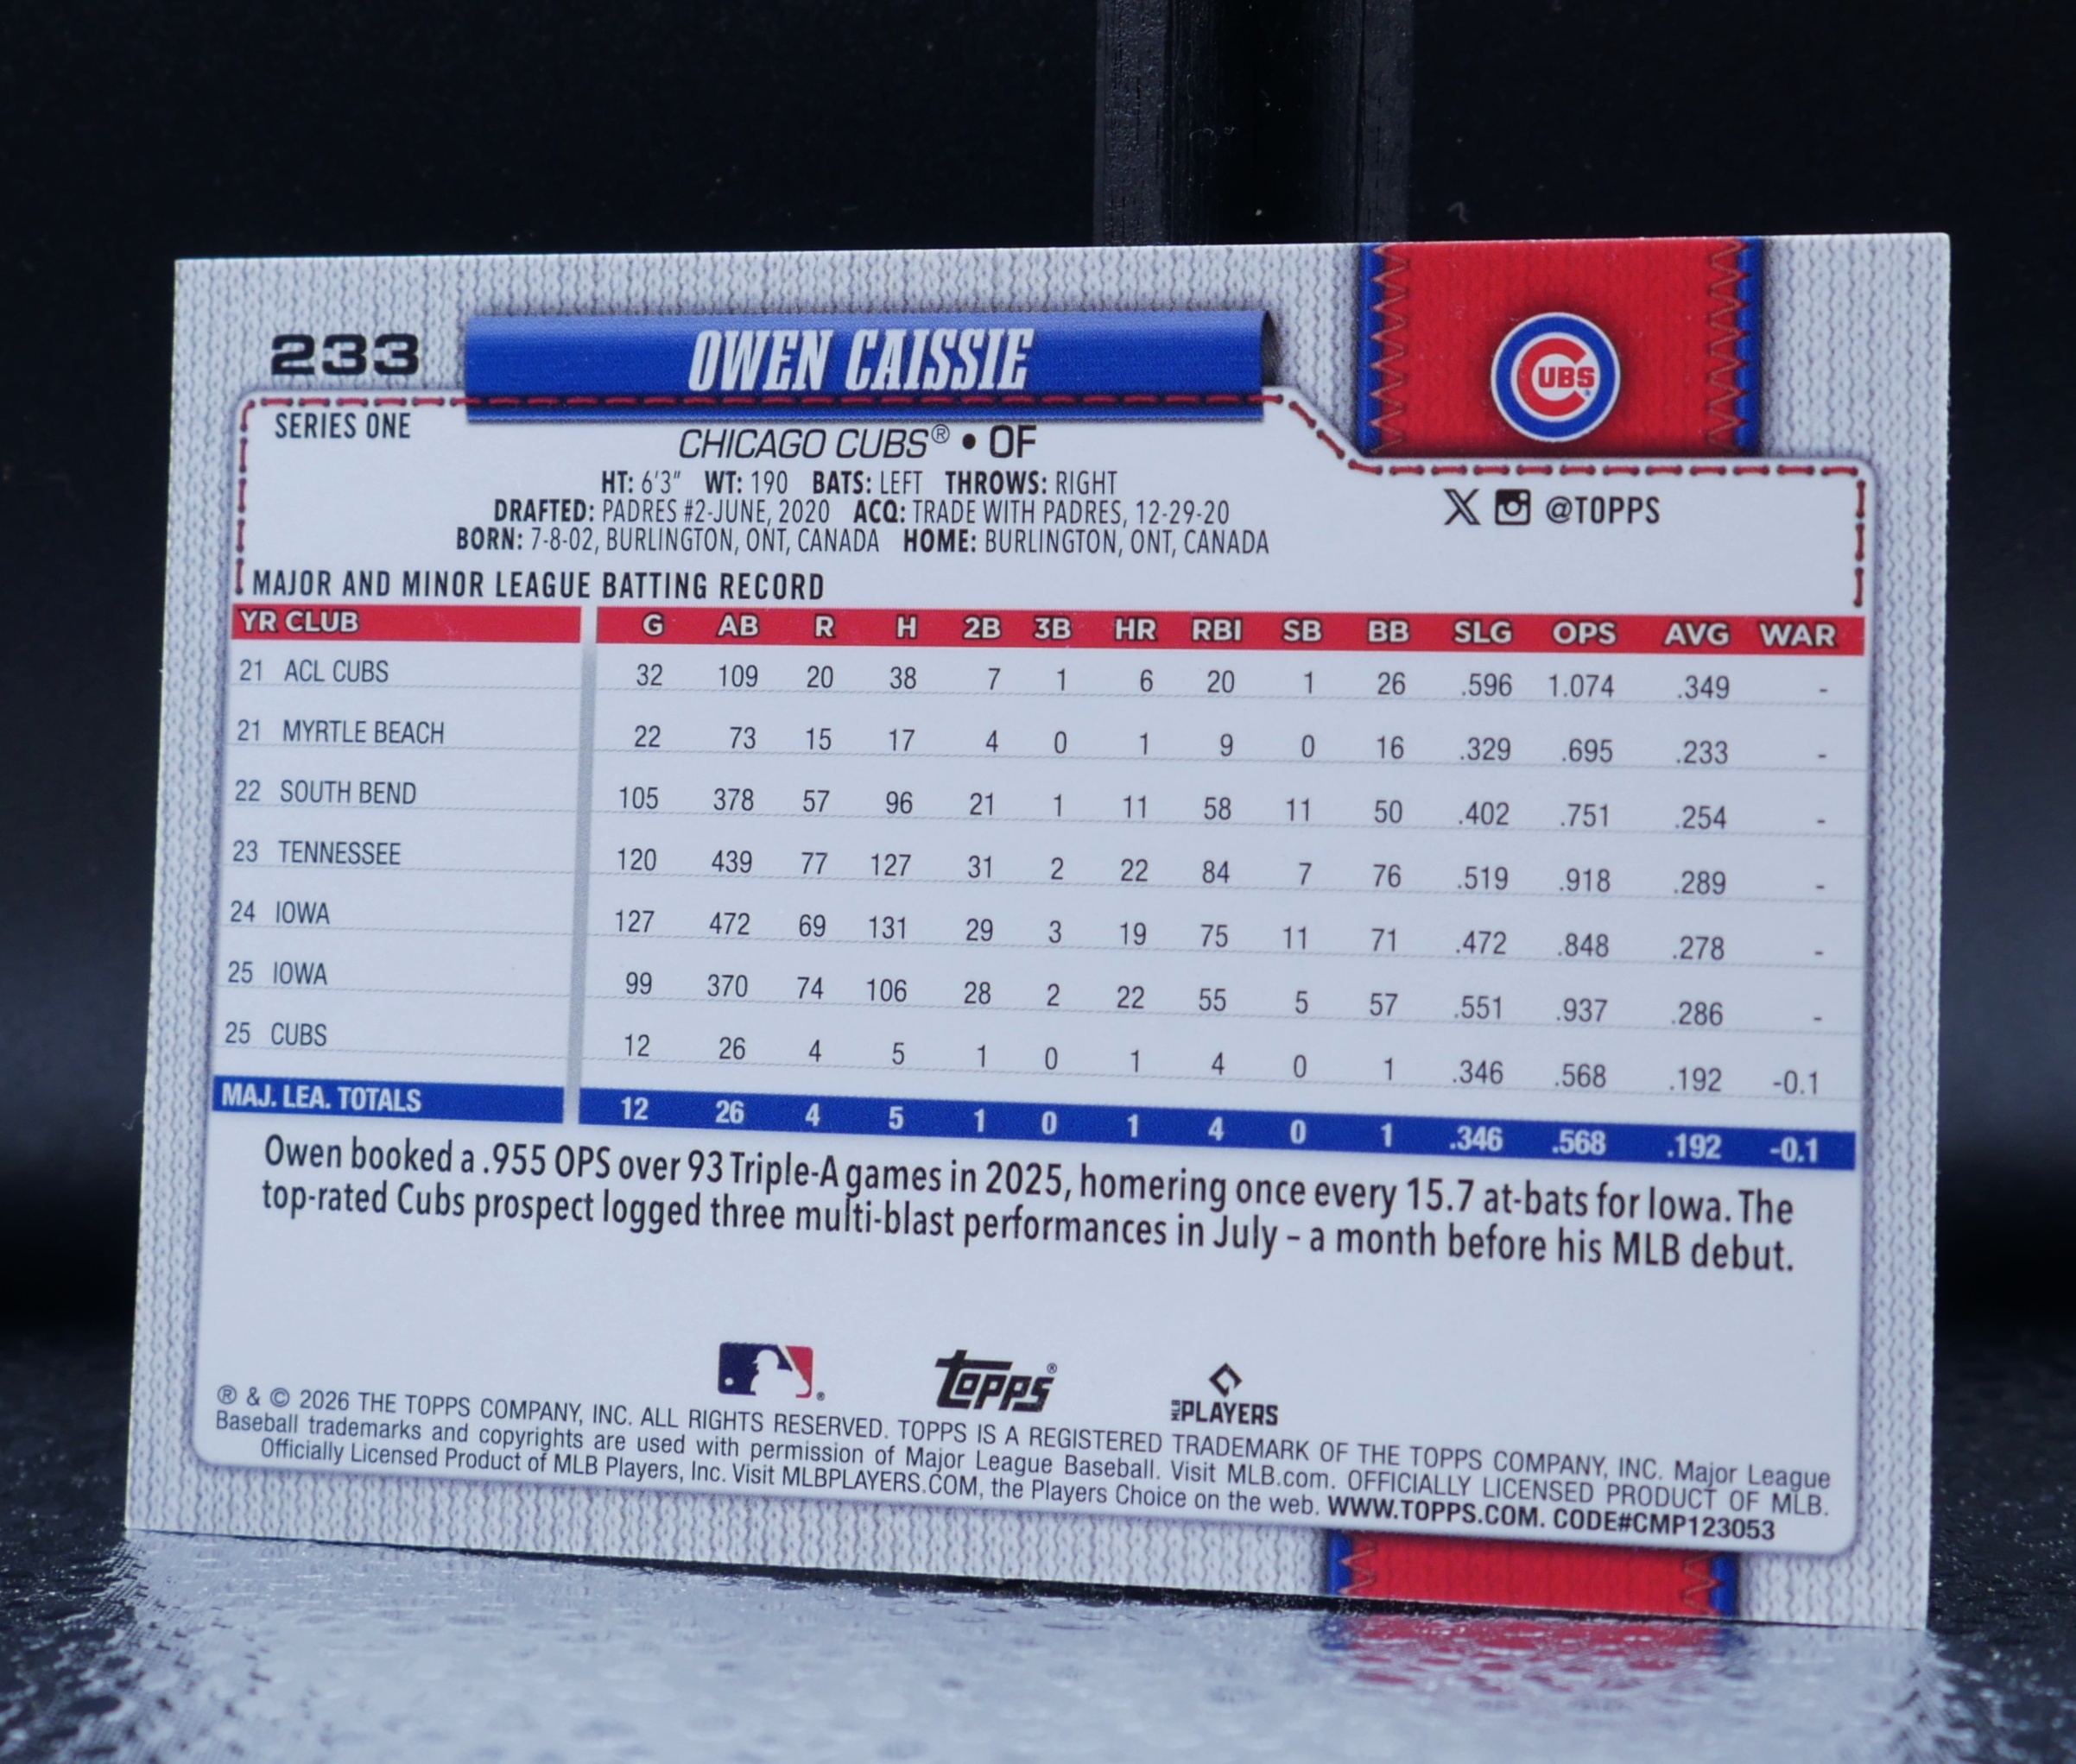 233
OWEN CAISSIE
CUBS
SERIES ONE
CHICAGO CUBS® • OF
HT: 6'3" WT: 190 BATS: LEFT THROWS: RIGHT
DRAFTED: PADRES #2-JUNE, 2020 ACQ: TRADE WITH PADRES, 12-29-20
BORN: 7-8-02, BURLINGTON, ONT, CANADA HOME: BURLINGTON, ONT, CANADA
X @TOPPS
MAJOR AND MINOR LEAGUE BATTING RECORD
YR CLUB G AB R H 2B 3B HR RBI SB BB SLG OPS AVG WAR
21 ACL CUBS 32 109 20 38 7 1 6 20 1 26 .596 1.074 .349 -
21 MYRTLE BEACH 22 73 15 17 4 0 1 9 0 16 .329 .695 .233 -
22 SOUTH BEND 105 378 57 96 21 1 11 58 11 50 .402 .751 .254 -
23 TENNESSEE 120 439 77 127 31 2 22 84 7 76 .519 .918 .289 -
24 IOWA 127 472 69 131 29 3 19 75 11 71 .472 .848 .278 -
25 IOWA 99 370 74 106 28 2 22 55 5 57 .551 .937 .286 -
25 CUBS 12 26 4 5 1 0 1 4 0 1 .346 .568 .192 -0.1
MAJ. LEA. TOTALS 12 26 4 5 1 0 1 4 0 1 .346 .568 .192 -0.1
Owen booked a .955 OPS over 93 Triple-A games in 2025, homering once every 15.7 at-bats for Iowa. The
top-rated Cubs prospect logged three multi-blast performances in July – a month before his MLB debut.
Topps®
MLB PLAYERS
® & © 2026 THE TOPPS COMPANY, INC. ALL RIGHTS RESERVED. TOPPS IS A REGISTERED TRADEMARK OF THE TOPPS COMPANY, INC. Major League
Baseball trademarks and copyrights are used with permission of Major League Baseball. Visit MLB.com. OFFICIALLY LICENSED PRODUCT OF MLB.
Officially Licensed Product of MLB Players, Inc. Visit MLBPLAYERS.COM, the Players Choice on the web. WWW.TOPPS.COM. CODE#CMP123053